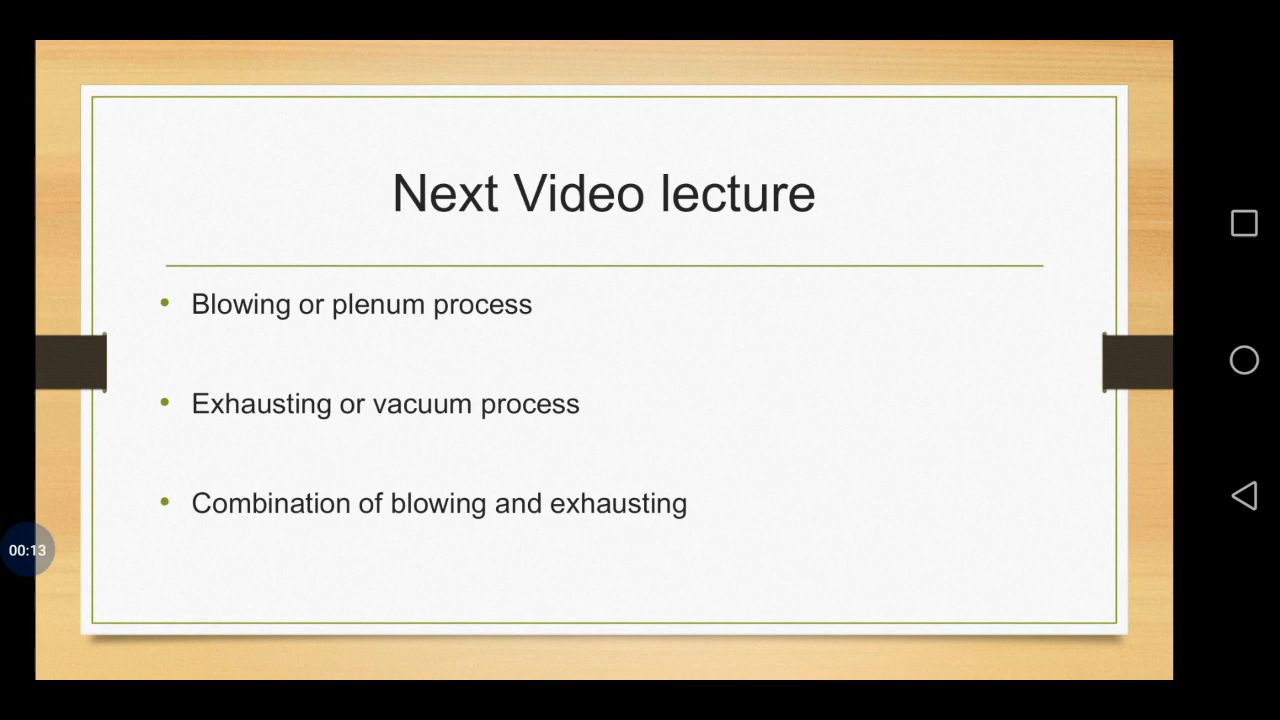 Next Video lecture
• Blowing or plenum process
• Exhausting or vacuum process
• Combination of blowing and exhausting
00:13